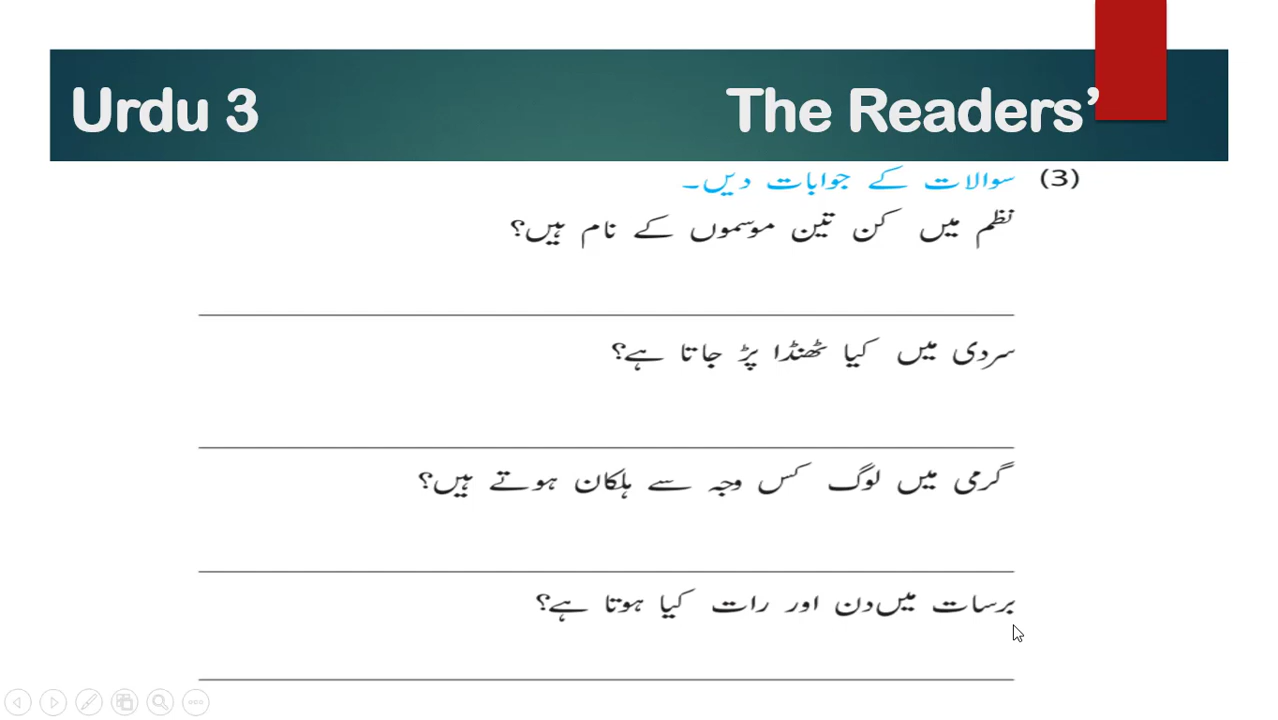 Urdu 3 The Readers’
(3) سوالات کے جوابات دیں۔
نظم میں کن تین موسموں کے نام ہیں؟
سردی میں کیا ٹھنڈا پڑ جاتا ہے؟
گرمی میں لوگ کس وجہ سے ہلکان ہوتے ہیں؟
برسات میں دن اور رات کیا ہوتا ہے؟